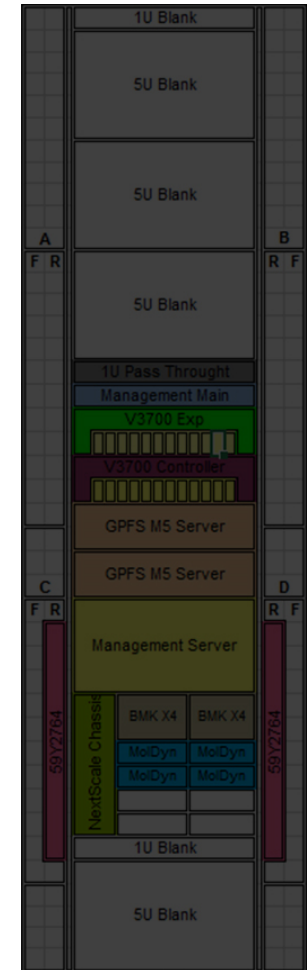 1U Blank
5U Blank
5U Blank
A
B
F R
R F
5U Blank
1U Pass Throught
Management Main
V3700 Exp
V3700 Controller
GPFS M5 Server
GPFS M5 Server
C
D
F R
R F
Management Server
59Y2764
NextScale Chassis
BMK X4
BMK X4
MolDyn
MolDyn
MolDyn
MolDyn
59Y2764
1U Blank
5U Blank